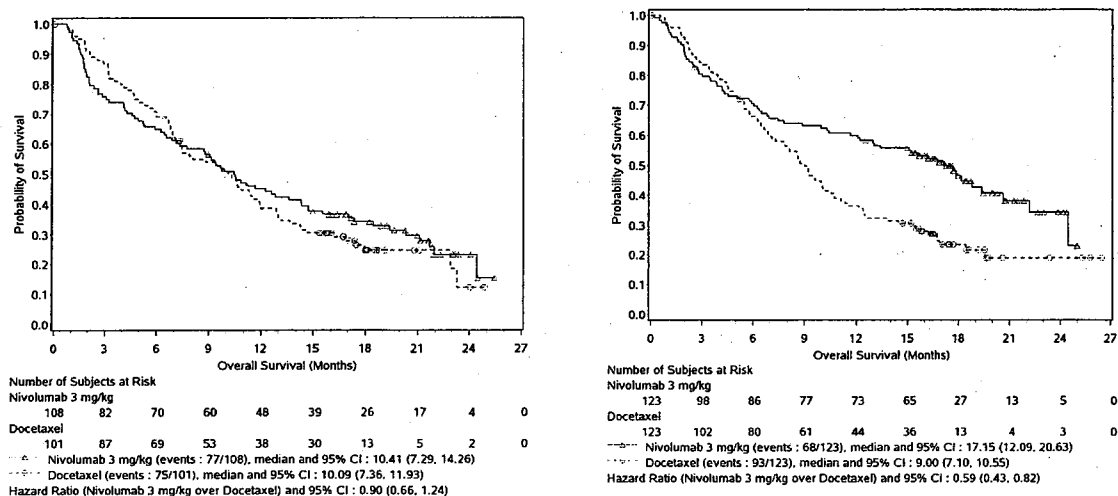 1.0
0.9
0.8
0.7
0.6
0.5
0.4
0.3
0.2
0.1
0.0
Probability of Survival
0 3 6 9 12 15 18 21 24 27
Overall Survival (Months)
Number of Subjects at Risk
Nivolumab 3 mg/kg
108 82 70 60 48 39 26 17 4 0
Docetaxel
101 87 69 53 38 30 13 5 2 0
Nivolumab 3 mg/kg (events : 77/108), median and 95% CI : 10.41 (7.29, 14.26)
Docetaxel (events : 75/101), median and 95% CI : 10.09 (7.36, 11.93)
Hazard Ratio (Nivolumab 3 mg/kg over Docetaxel) and 95% CI : 0.90 (0.66, 1.24)
1.0
0.9
0.8
0.7
0.6
0.5
0.4
0.3
0.2
0.1
0.0
Probability of Survival
0 3 6 9 12 15 18 21 24 27
Overall Survival (Months)
Number of Subjects at Risk
Nivolumab 3 mg/kg
123 98 86 77 73 65 27 13 5 0
Docetaxel
123 102 80 61 44 36 13 4 3 0
Nivolumab 3 mg/kg (events : 68/123), median and 95% CI : 17.15 (12.09, 20.63)
Docetaxel (events : 93/123), median and 95% CI : 9.00 (7.10, 10.55)
Hazard Ratio (Nivolumab 3 mg/kg over Docetaxel) and 95% CI : 0.59 (0.43, 0.82)